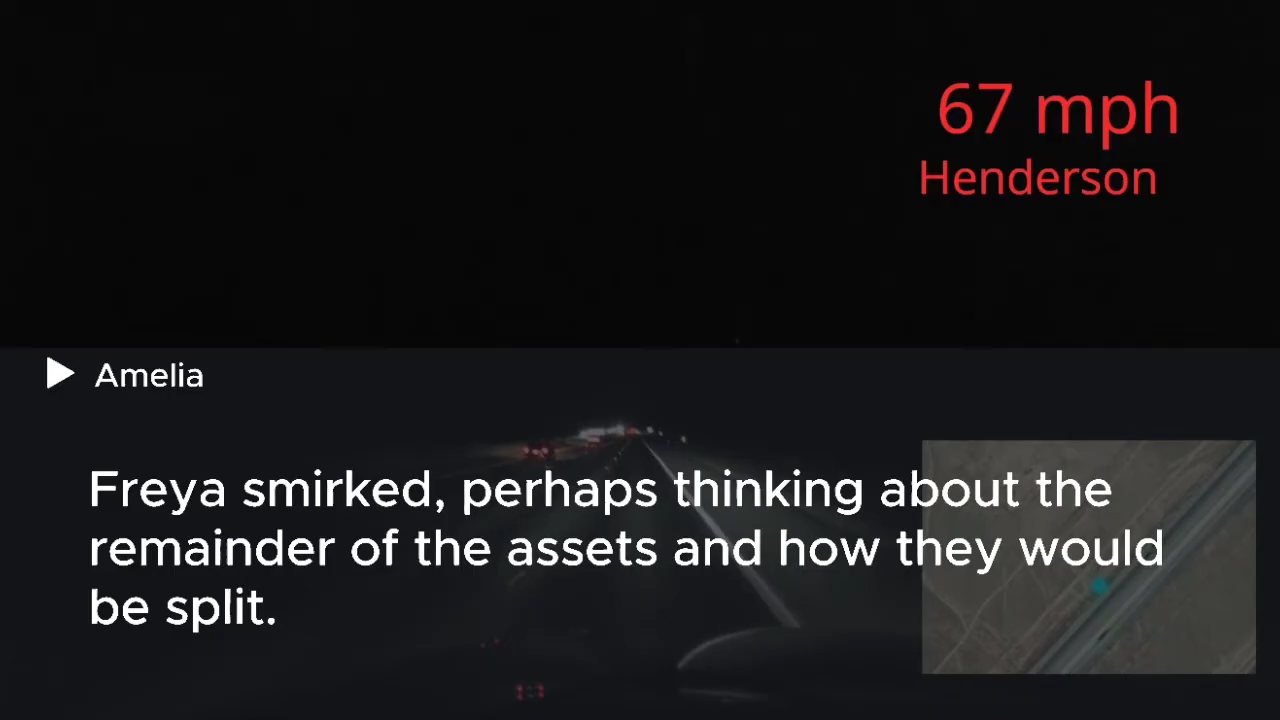 67 mph
Henderson
Amelia
Freya smirked, perhaps thinking about the
remainder of the assets and how they would
be split.